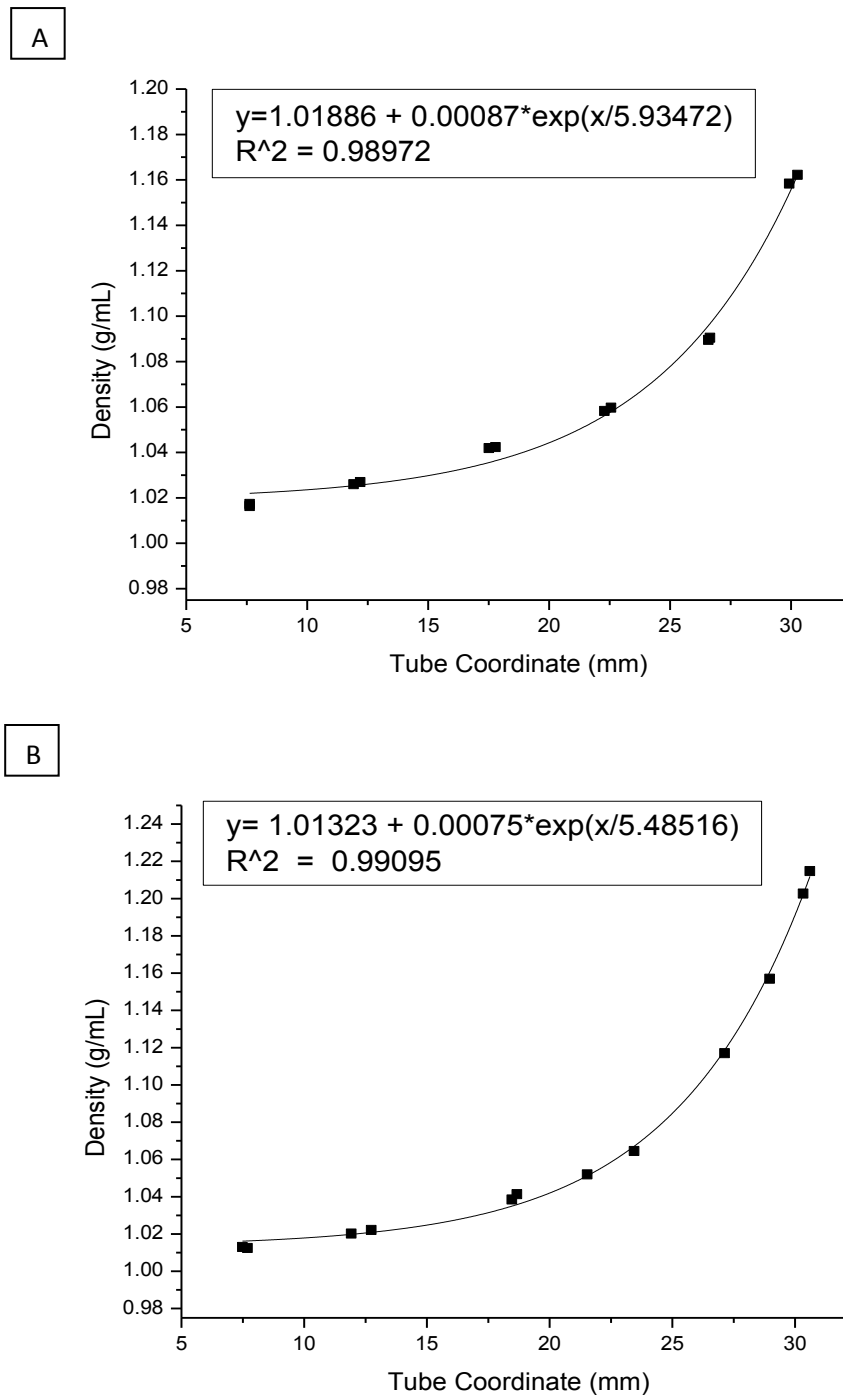 A
y=1.01886 + 0.00087*exp(x/5.93472)
R^2 = 0.98972
1.20
1.18
1.16
1.14
1.12
1.10
1.08
1.06
1.04
1.02
1.00
0.98
Density (g/mL)
5 10 15 20 25 30
Tube Coordinate (mm)
B
y= 1.01323 + 0.00075*exp(x/5.48516)
R^2 = 0.99095
1.24
1.22
1.20
1.18
1.16
1.14
1.12
1.10
1.08
1.06
1.04
1.02
1.00
0.98
Density (g/mL)
5 10 15 20 25 30
Tube Coordinate (mm)